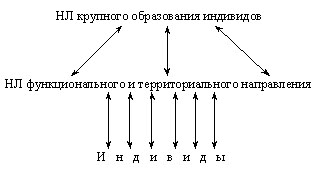 НЛ крупного образования индивидов
НЛ функционального и территориального направления
И н д и в и д ы